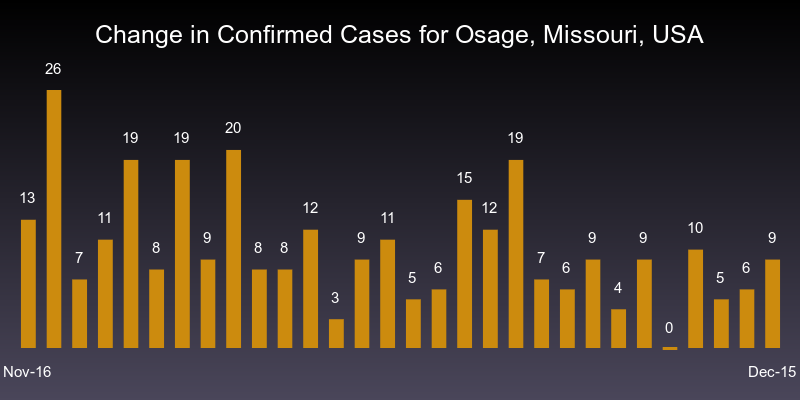 Change in Confirmed Cases for Osage, Missouri, USA
13 26 7 11 19 8 19 9 20 8 8 12 3 9 11 5 6 15 12 19 7 6 9 4 9 0 10 5 6 9
Nov-16 Dec-15